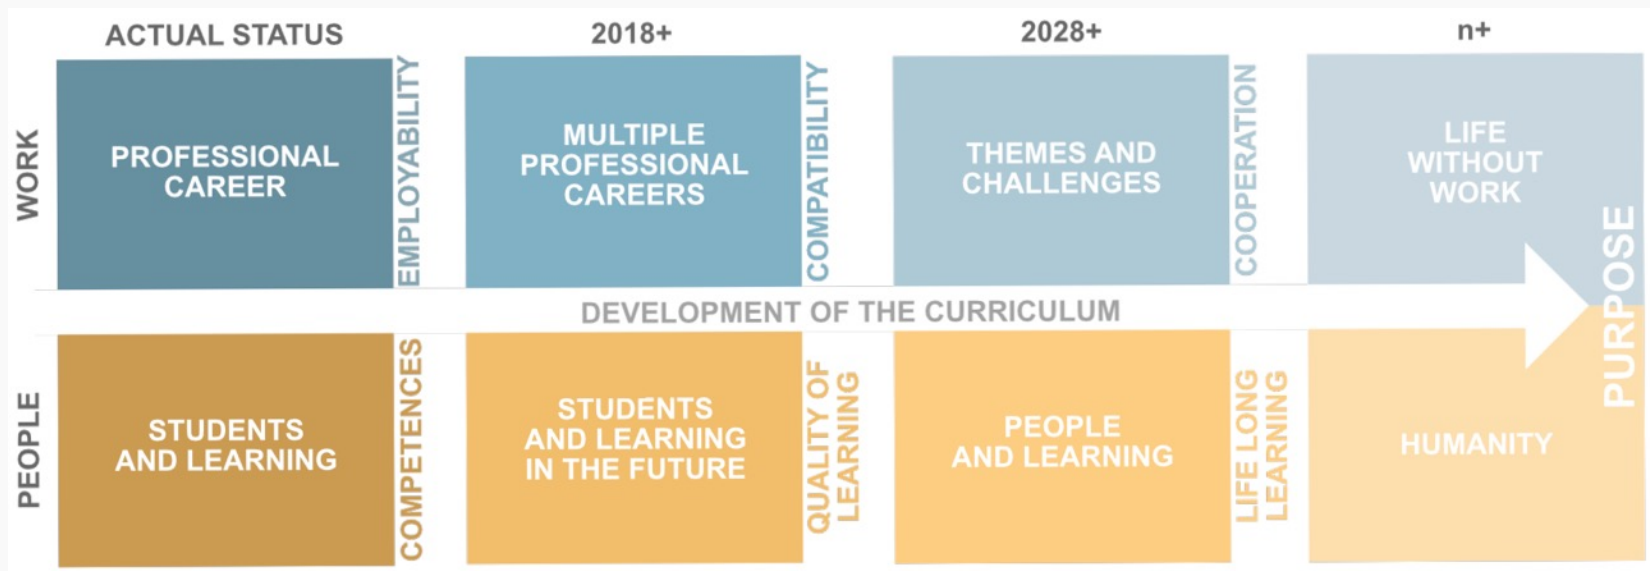 ACTUAL STATUS
2018+
2028+
n+
WORK
PROFESSIONAL
CAREER
EMPLOYABILITY
MULTIPLE
PROFESSIONAL
CAREERS
COMPATIBILITY
THEMES AND
CHALLENGES
COOPERATION
LIFE
WITHOUT
WORK
DEVELOPMENT OF THE CURRICULUM
PURPOSE
PEOPLE
STUDENTS
AND LEARNING
COMPETENCES
STUDENTS
AND LEARNING
IN THE FUTURE
QUALITY OF
LEARNING
PEOPLE
AND LEARNING
LIFE LONG
LEARNING
HUMANITY